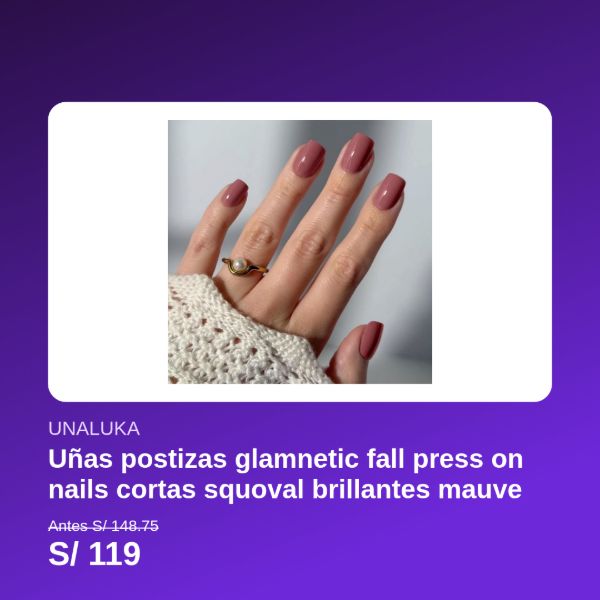 UNALUKA
Uñas postizas glamnetic fall press on
nails cortas squoval brillantes mauve
Antes S/ 148.75
S/ 119